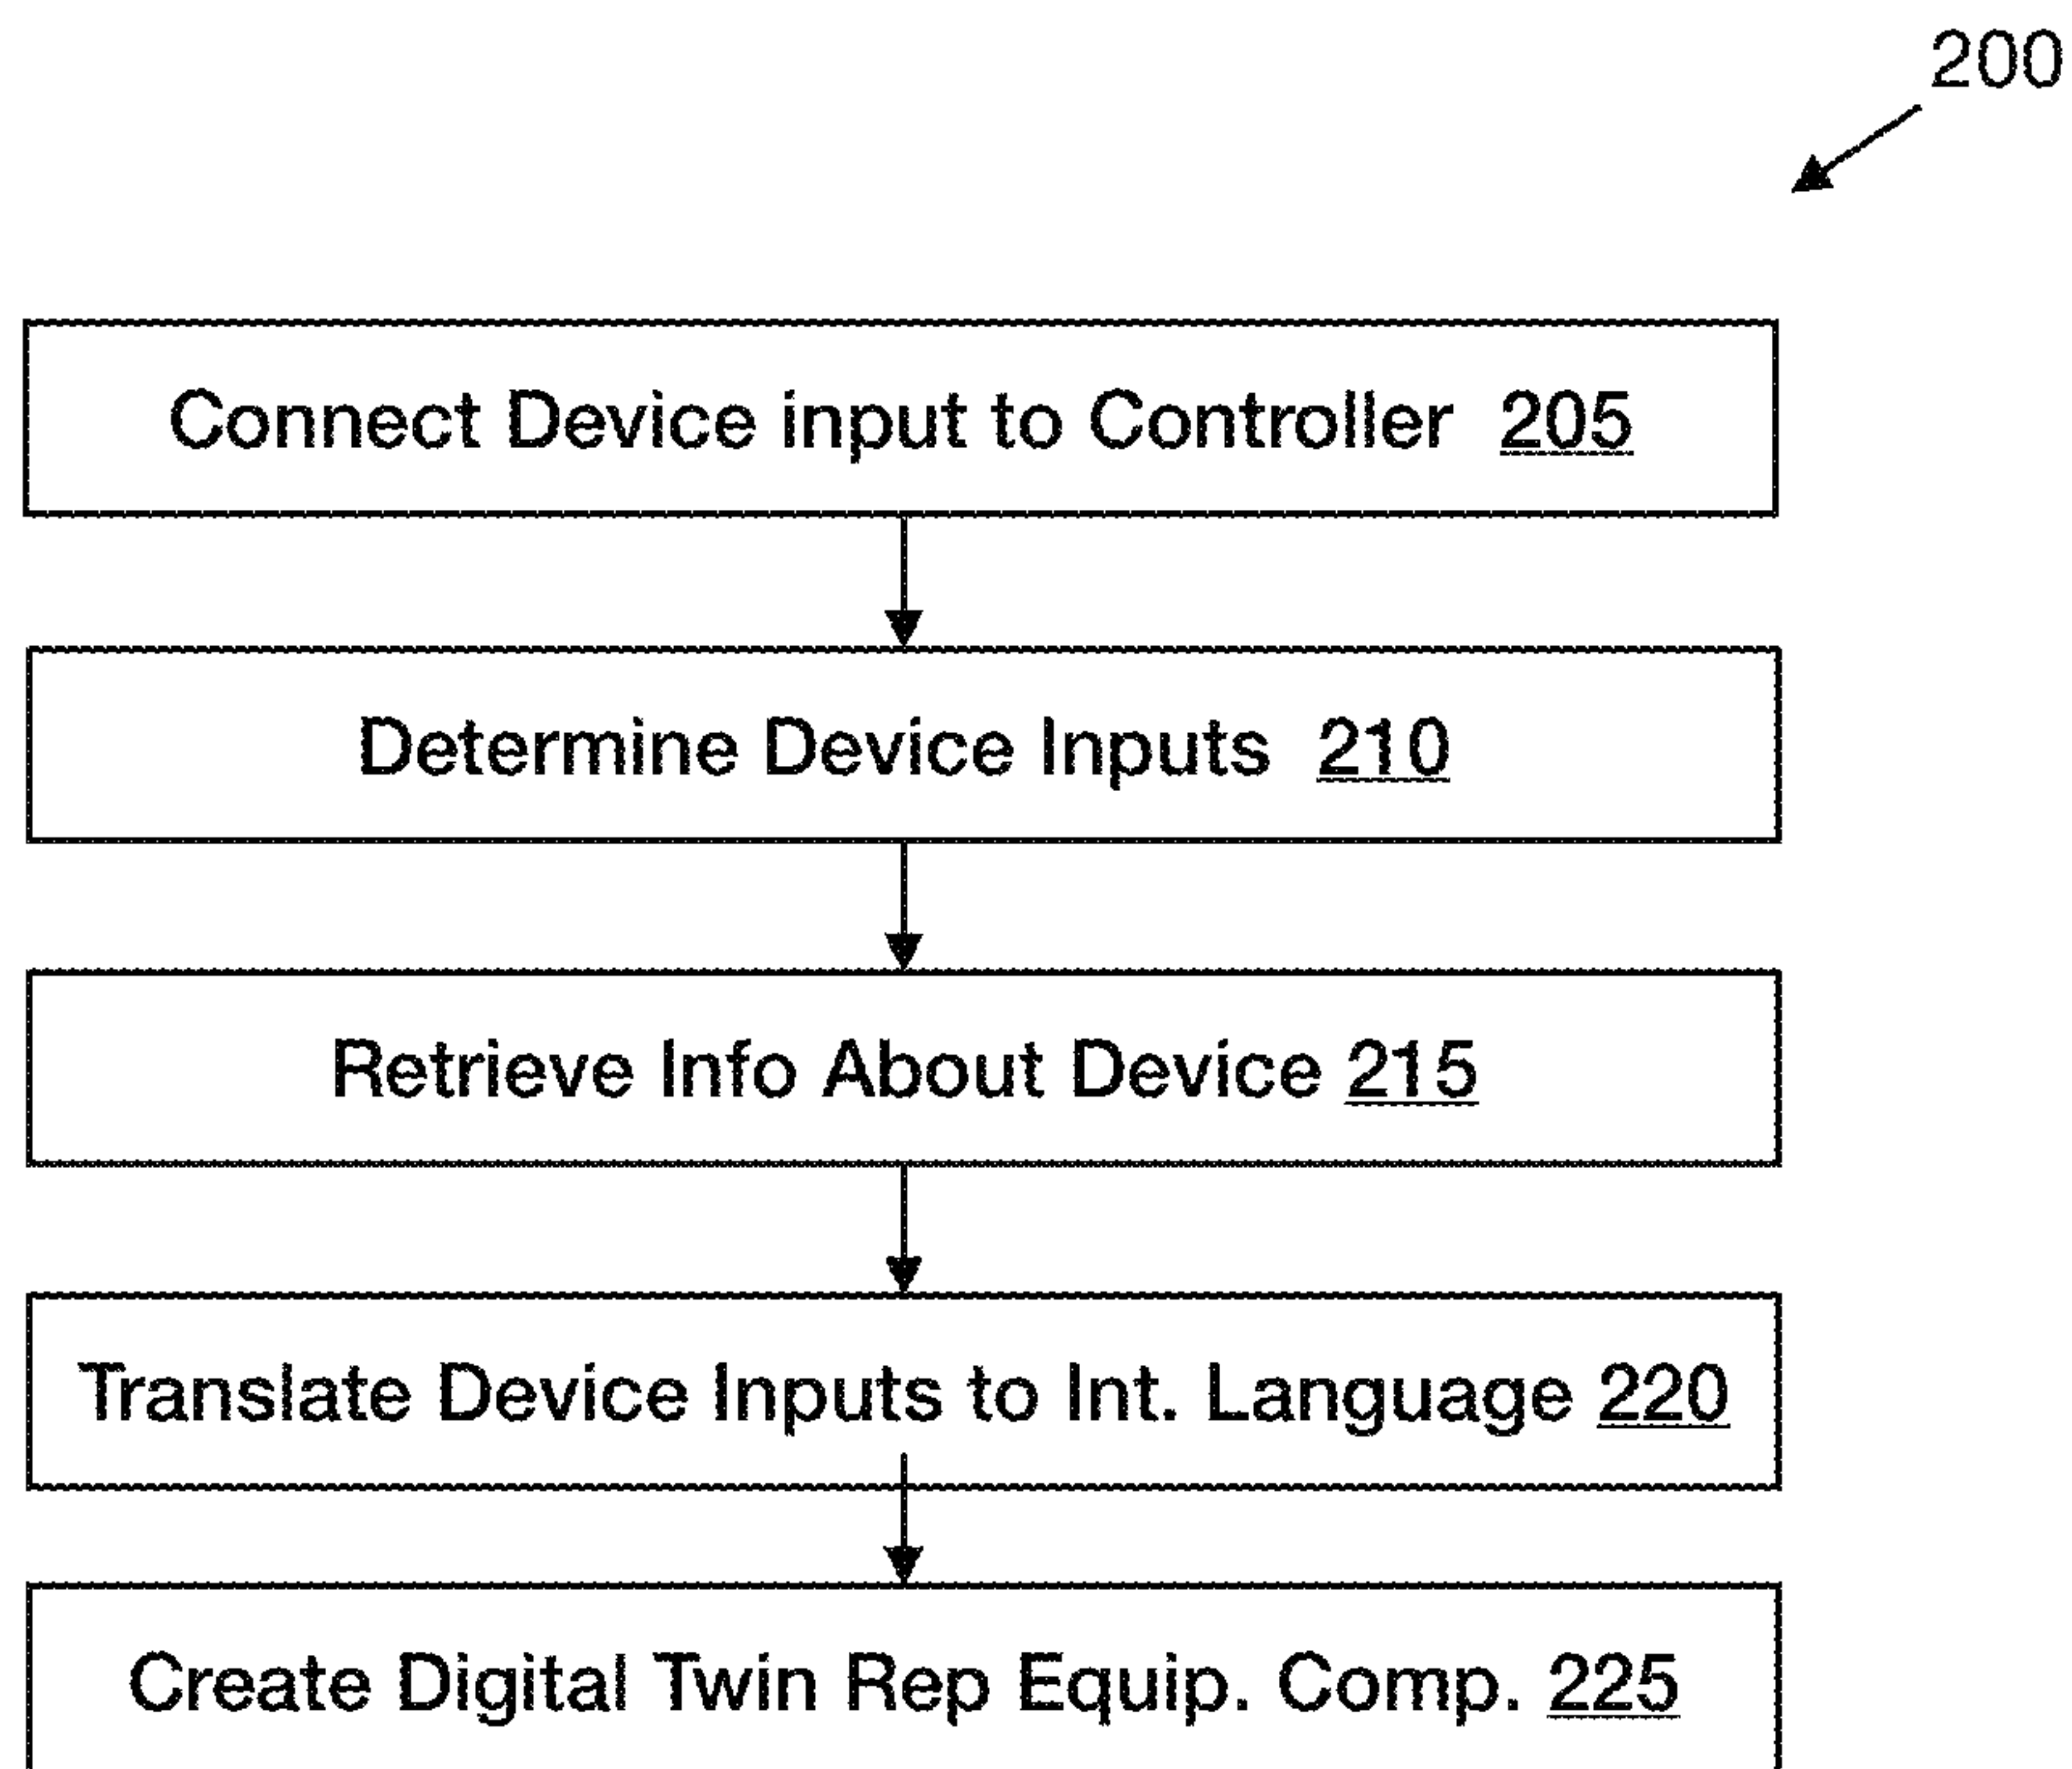 200
Connect Device input to Controller 205
Determine Device Inputs 210
Retrieve Info About Device 215
Translate Device Inputs to Int. Language 220
Create Digital Twin Rep Equip. Comp. 225